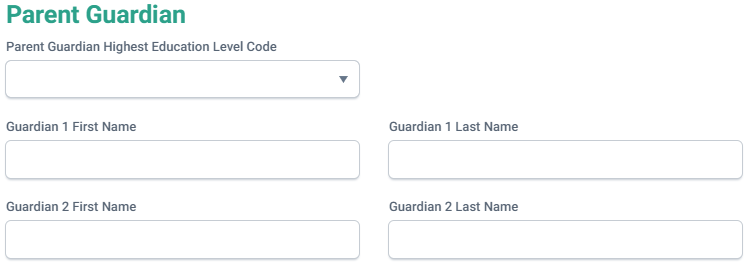 Parent Guardian
Parent Guardian Highest Education Level Code
Guardian 1 First Name
Guardian 1 Last Name
Guardian 2 First Name
Guardian 2 Last Name